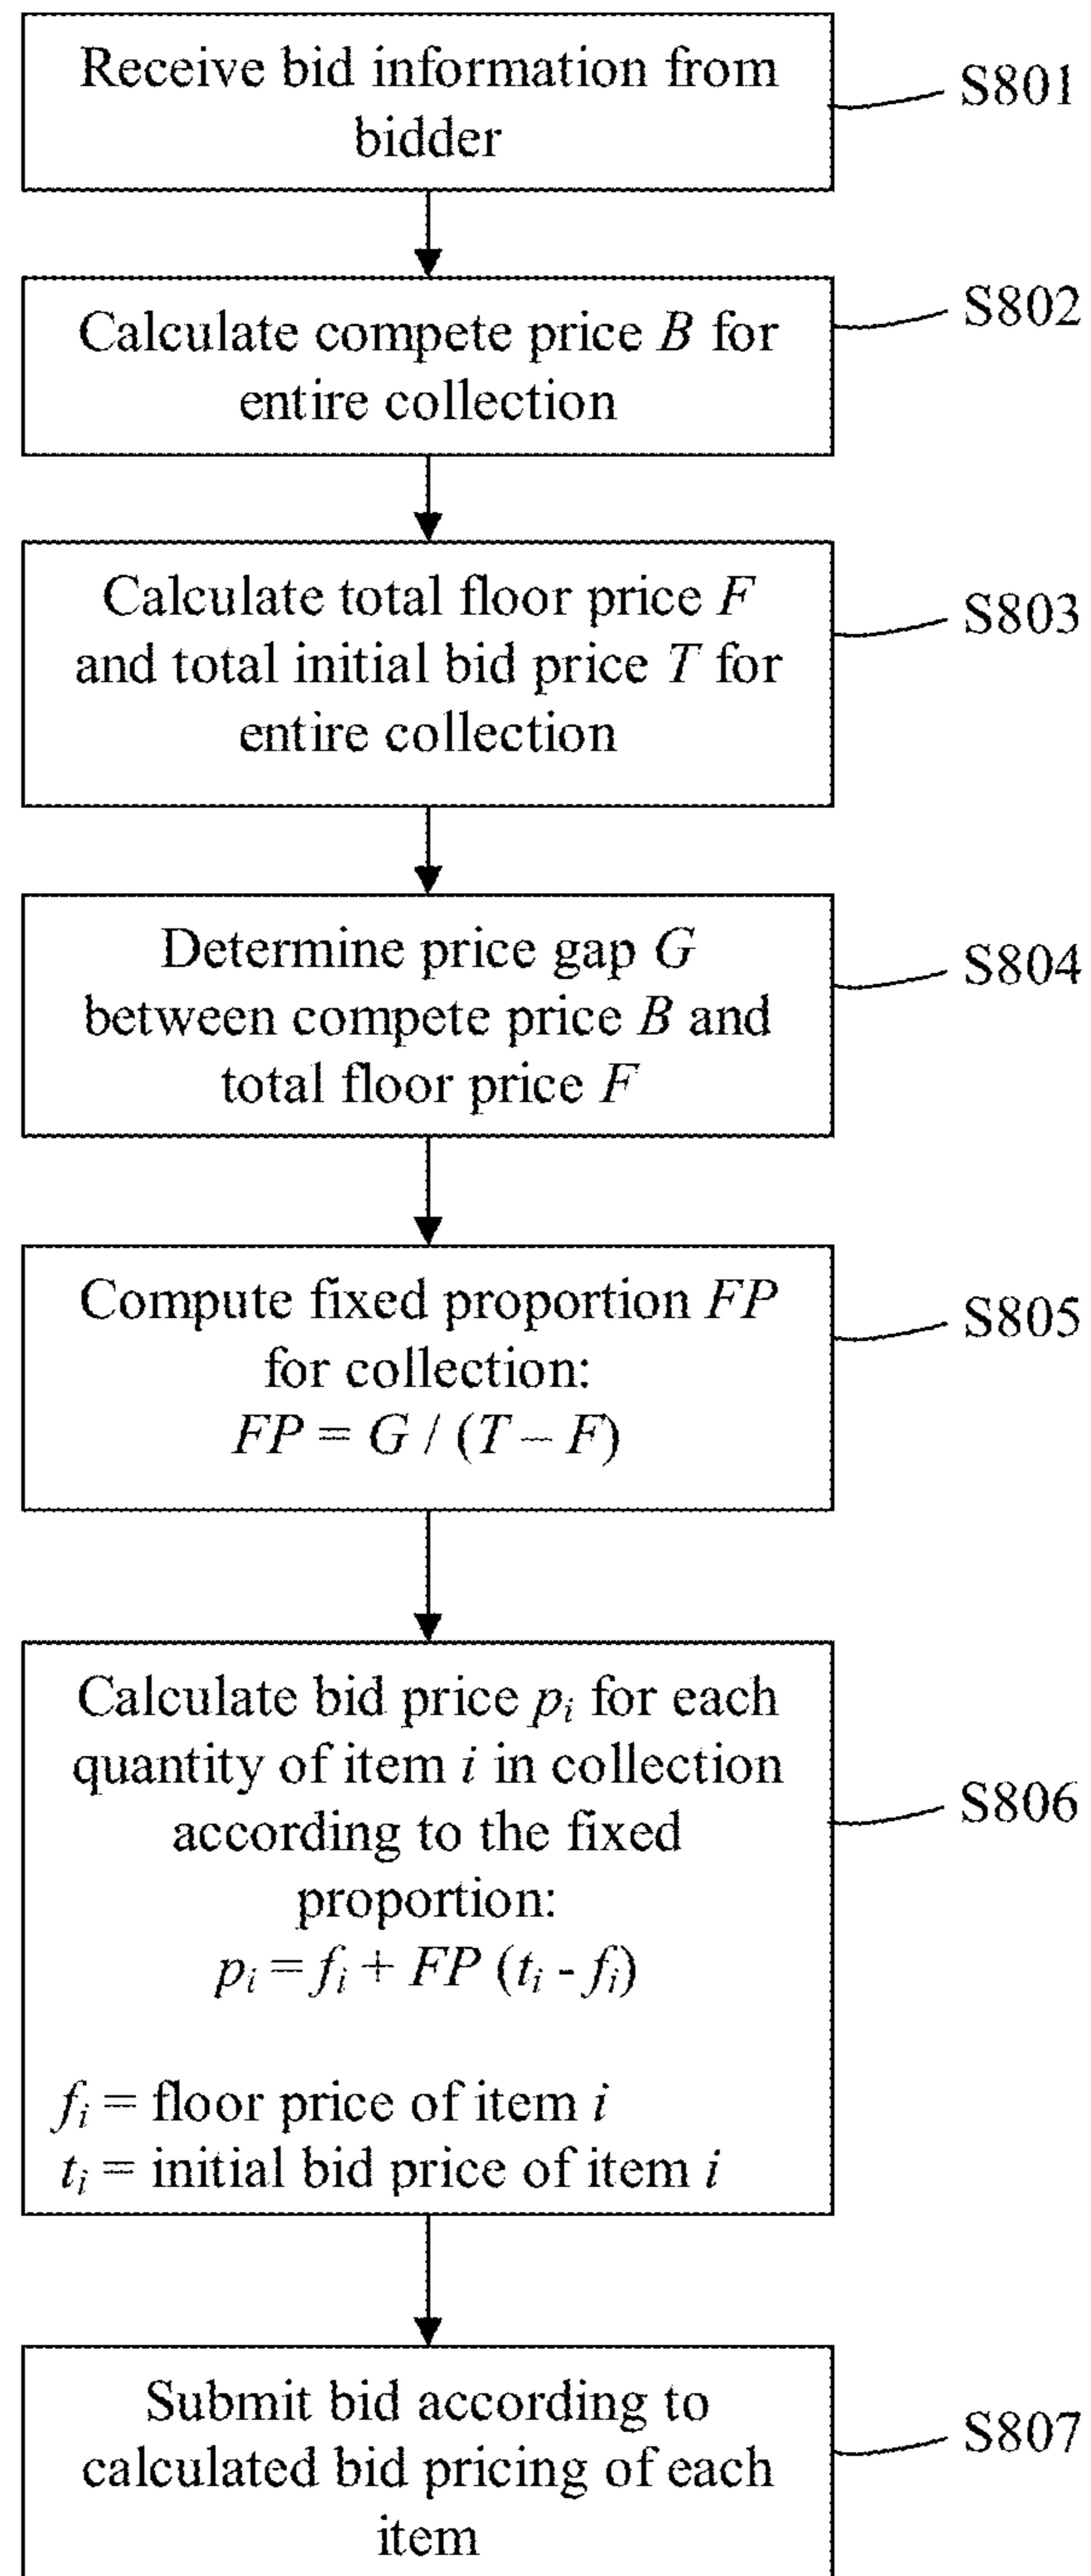 Receive bid information from
bidder
S801
Calculate compete price B for
entire collection
S802
Calculate total floor price F
and total initial bid price T for
entire collection
S803
Determine price gap G
between compete price B and
total floor price F
S804
Compute fixed proportion FP
for collection:
FP = G / (T – F)
S805
Calculate bid price pᵢ for each
quantity of item i in collection
according to the fixed
proportion:
pᵢ = fᵢ + FP (tᵢ - fᵢ)
fᵢ = floor price of item i
tᵢ = initial bid price of item i
S806
Submit bid according to
calculated bid pricing of each
item
S807